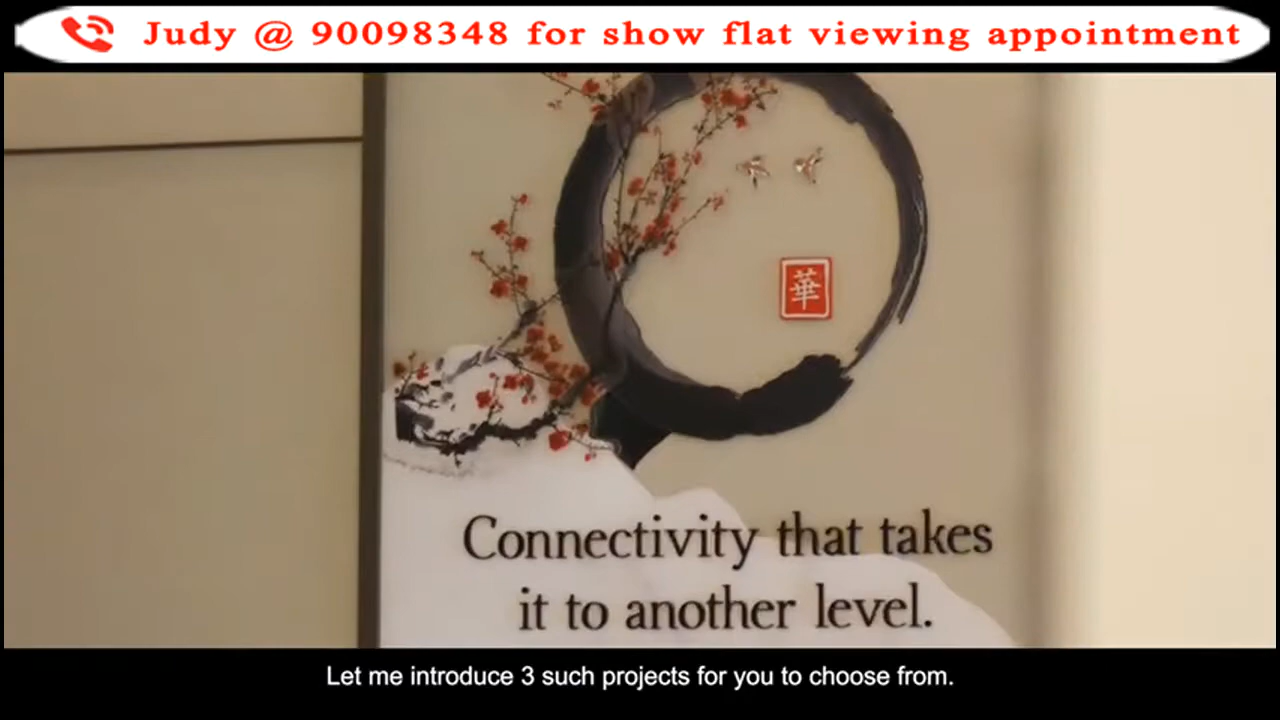 Judy @ 90098348 for show flat viewing appointment
華
Connectivity that takes
it to another level.
Let me introduce 3 such projects for you to choose from.